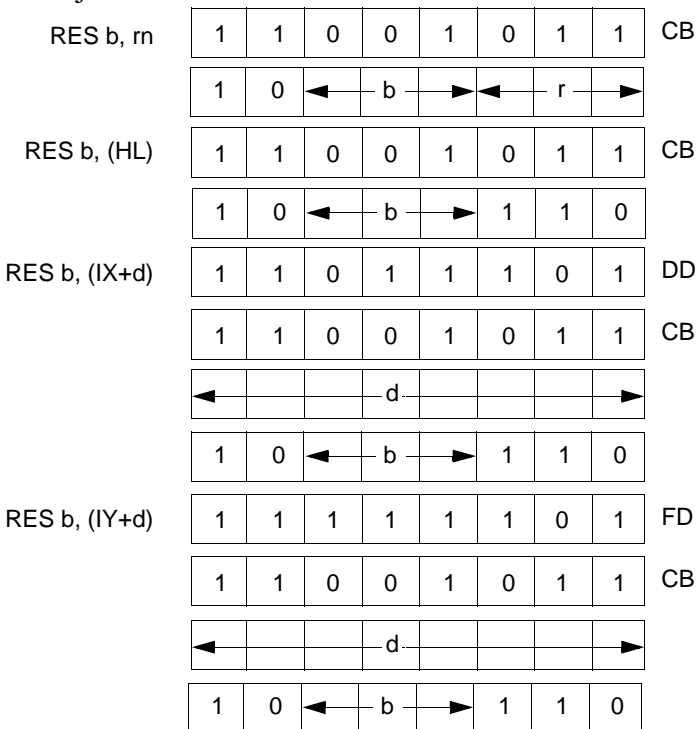 RES b, rn 1 1 0 0 1 0 1 1 CB
1 0 b r
RES b, (HL) 1 1 0 0 1 0 1 1 CB
1 0 b 1 1 0
RES b, (IX+d) 1 1 0 1 1 1 0 1 DD
1 1 0 0 1 0 1 1 CB
d
1 0 b 1 1 0
RES b, (IY+d) 1 1 1 1 1 1 0 1 FD
1 1 0 0 1 0 1 1 CB
d
1 0 b 1 1 0